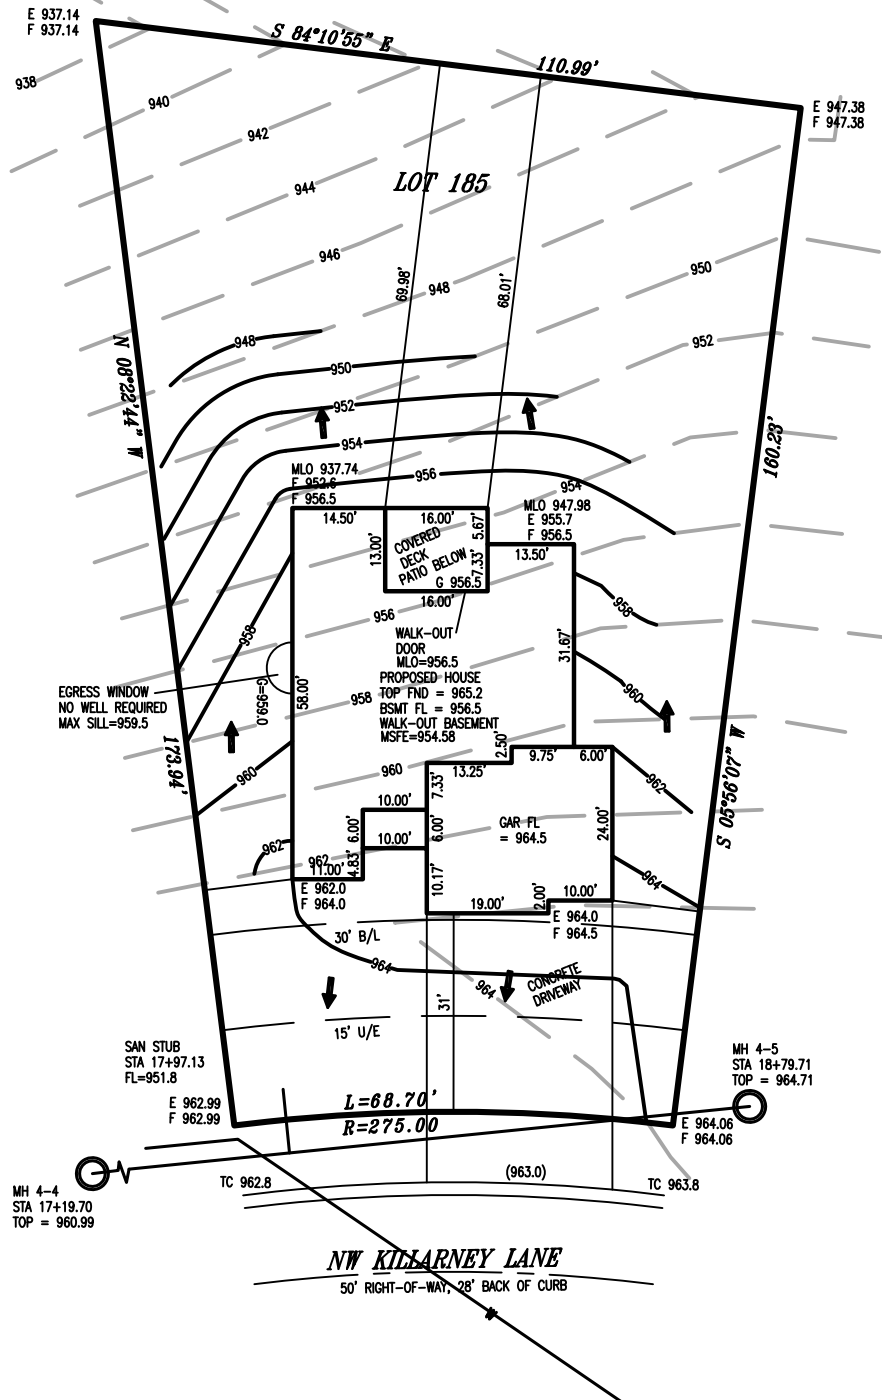 E 937.14
F 937.14
S 84°10'55" E
110.99'
938
940
942
E 947.38
F 947.38
944
LOT 185
946
69.98'
948
68.01'
950
948
N 08°22'44" W
950
952
952
954
160.23'
MLO 937.74
F 952.6
F 956.5
956
954
MLO 947.98
E 955.7
F 956.5
14.50'
16.00'
5.67'
13.00'
COVERED
DECK
PATIO BELOW
7.33'
13.50'
G 956.5
16.00'
956
958
958
WALK-OUT
DOOR
MLO=956.5
31.67'
EGRESS WINDOW
NO WELL REQUIRED
MAX SILL=959.5
G=959.0
58.00'
958
PROPOSED HOUSE
TOP FND = 965.2
BSMT FL = 956.5
WALK-OUT BASEMENT
MSFE=954.58
960
173.94'
S 05°56'07" W
2.50'
9.75'
6.00'
960
960
13.25'
7.33'
962
10.00'
6.00'
6.00'
GAR FL
= 964.5
24.00'
10.00'
962
962
11.00'
4.83'
10.17'
964
E 962.0
F 964.0
19.00'
2.00'
10.00'
E 964.0
F 964.5
30' B/L
964
964
CONCRETE
DRIVEWAY
31'
15' U/E
SAN STUB
STA 17+97.13
FL=951.8
MH 4-5
STA 18+79.71
TOP = 964.71
E 962.99
F 962.99
L=68.70'
R=275.00
E 964.06
F 964.06
MH 4-4
STA 17+19.70
TOP = 960.99
TC 962.8
(963.0)
TC 963.8
NW KILLARNEY LANE
50' RIGHT-OF-WAY, 28' BACK OF CURB